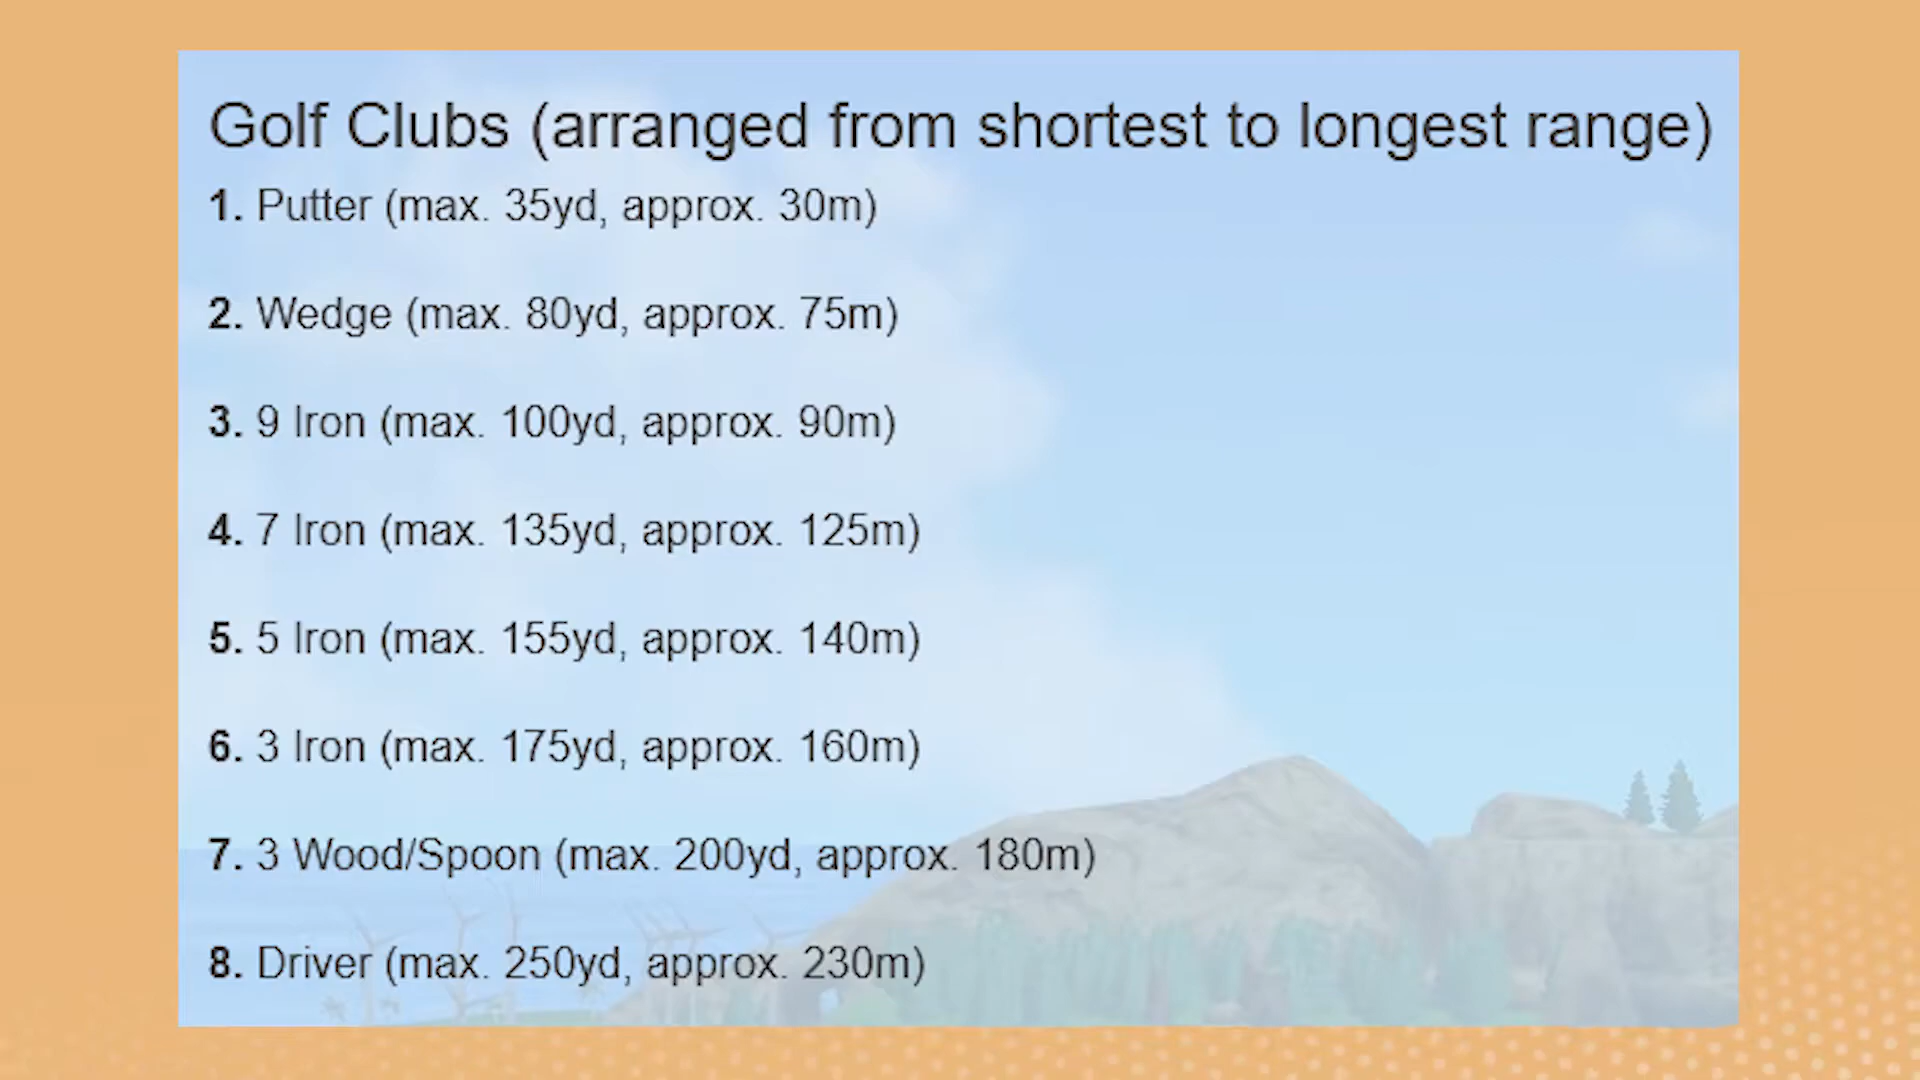 Golf Clubs (arranged from shortest to longest range)
1. Putter (max. 35yd, approx. 30m)
2. Wedge (max. 80yd, approx. 75m)
3. 9 Iron (max. 100yd, approx. 90m)
4. 7 Iron (max. 135yd, approx. 125m)
5. 5 Iron (max. 155yd, approx. 140m)
6. 3 Iron (max. 175yd, approx. 160m)
7. 3 Wood/Spoon (max. 200yd, approx. 180m)
8. Driver (max. 250yd, approx. 230m)